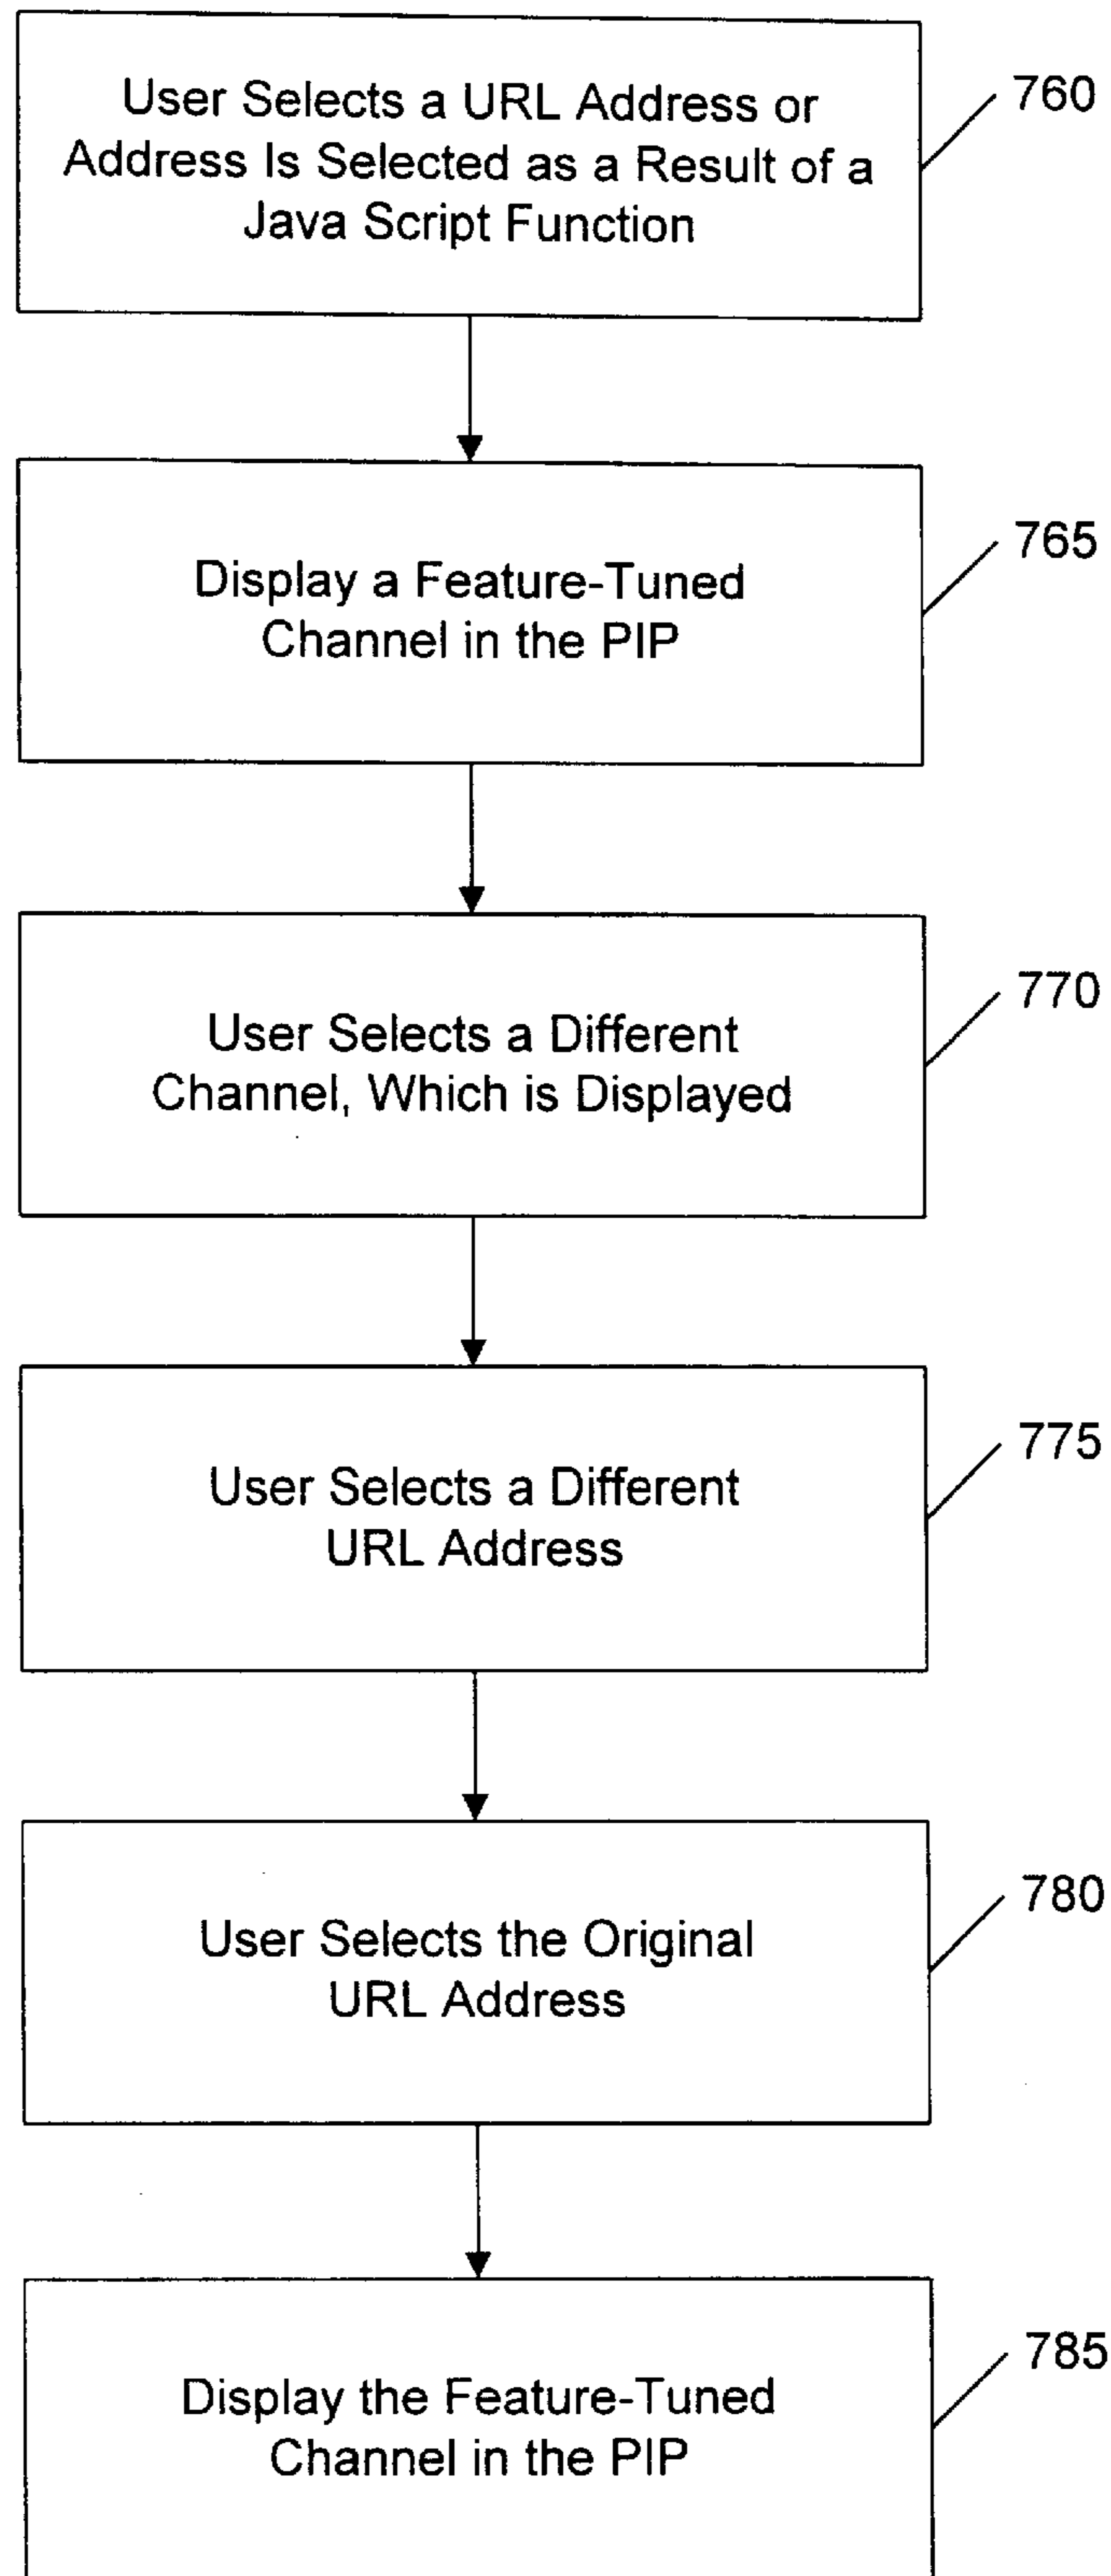 User Selects a URL Address or
Address Is Selected as a Result of a
Java Script Function
760
Display a Feature-Tuned
Channel in the PIP
765
User Selects a Different
Channel, Which is Displayed
770
User Selects a Different
URL Address
775
User Selects the Original
URL Address
780
Display the Feature-Tuned
Channel in the PIP
785